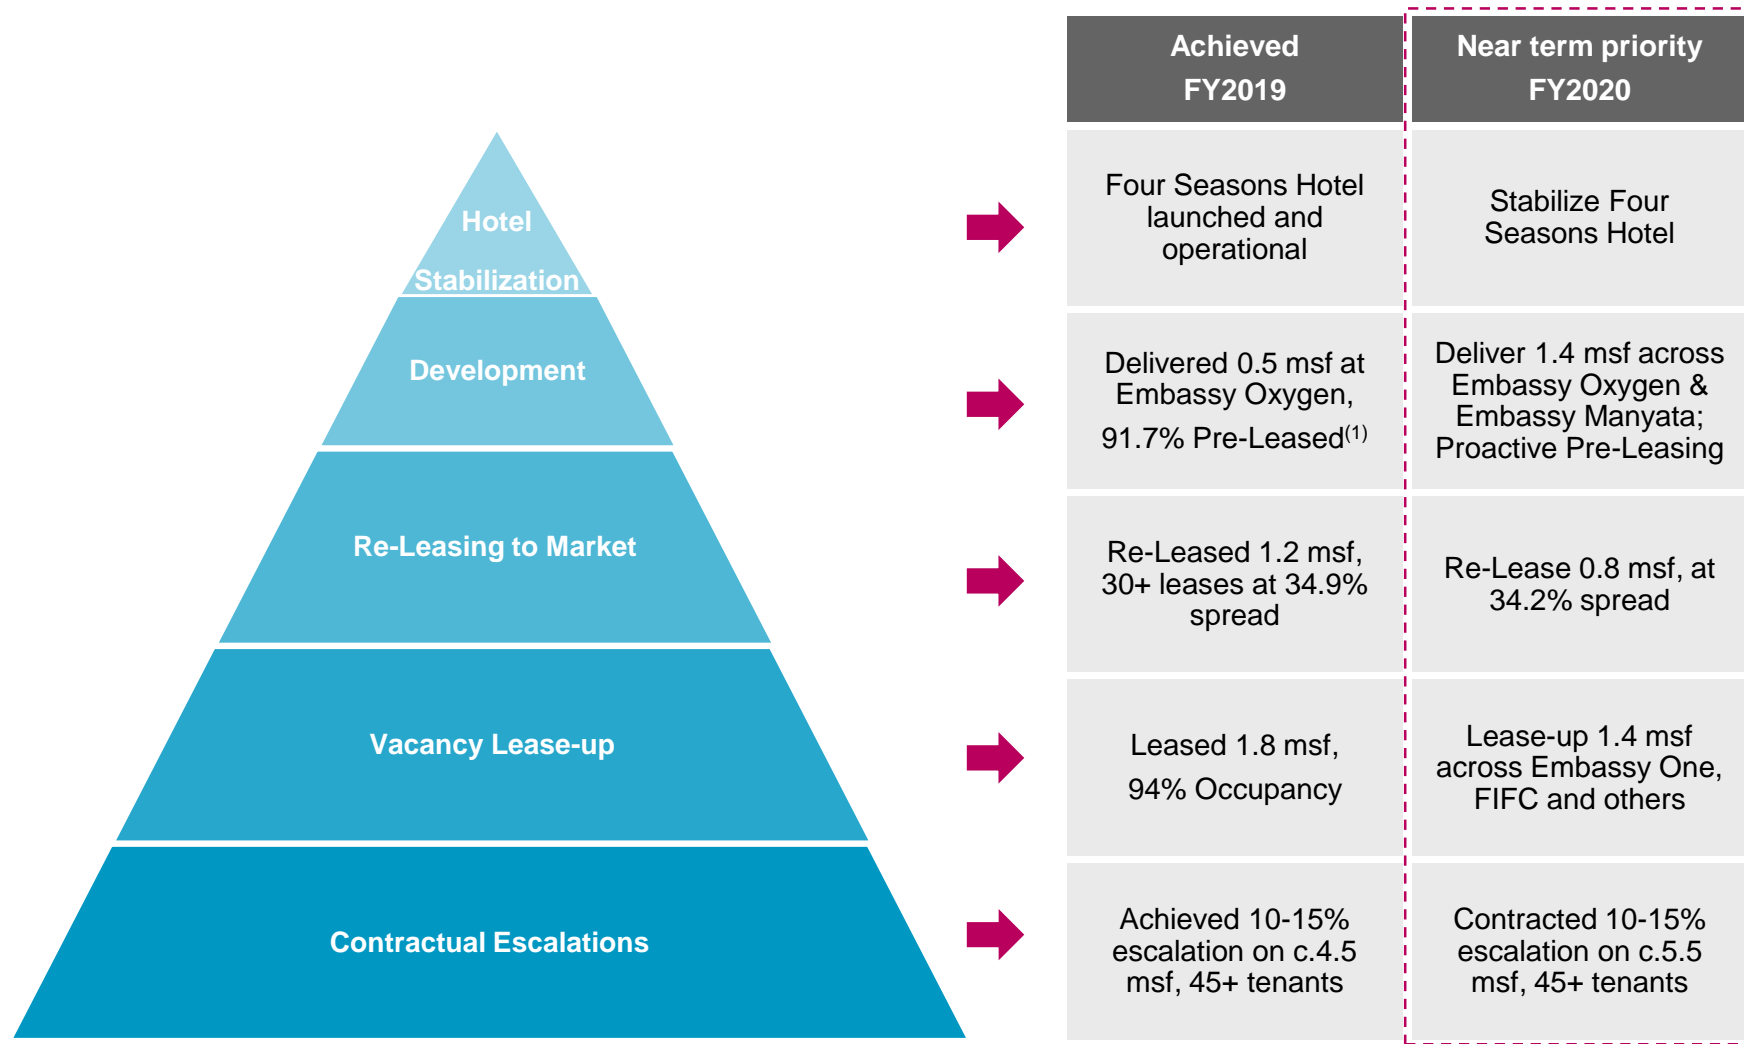 Achieved
FY2019
Near term priority
FY2020
Hotel
Stabilization
Four Seasons Hotel
launched and
operational
Stabilize Four
Seasons Hotel
Development
Delivered 0.5 msf at
Embassy Oxygen,
91.7% Pre-Leased(1)
Deliver 1.4 msf across
Embassy Oxygen &
Embassy Manyata;
Proactive Pre-Leasing
Re-Leasing to Market
Re-Leased 1.2 msf,
30+ leases at 34.9%
spread
Re-Lease 0.8 msf, at
34.2% spread
Vacancy Lease-up
Leased 1.8 msf,
94% Occupancy
Lease-up 1.4 msf
across Embassy One,
FIFC and others
Contractual Escalations
Achieved 10-15%
escalation on c.4.5
msf, 45+ tenants
Contracted 10-15%
escalation on c.5.5
msf, 45+ tenants